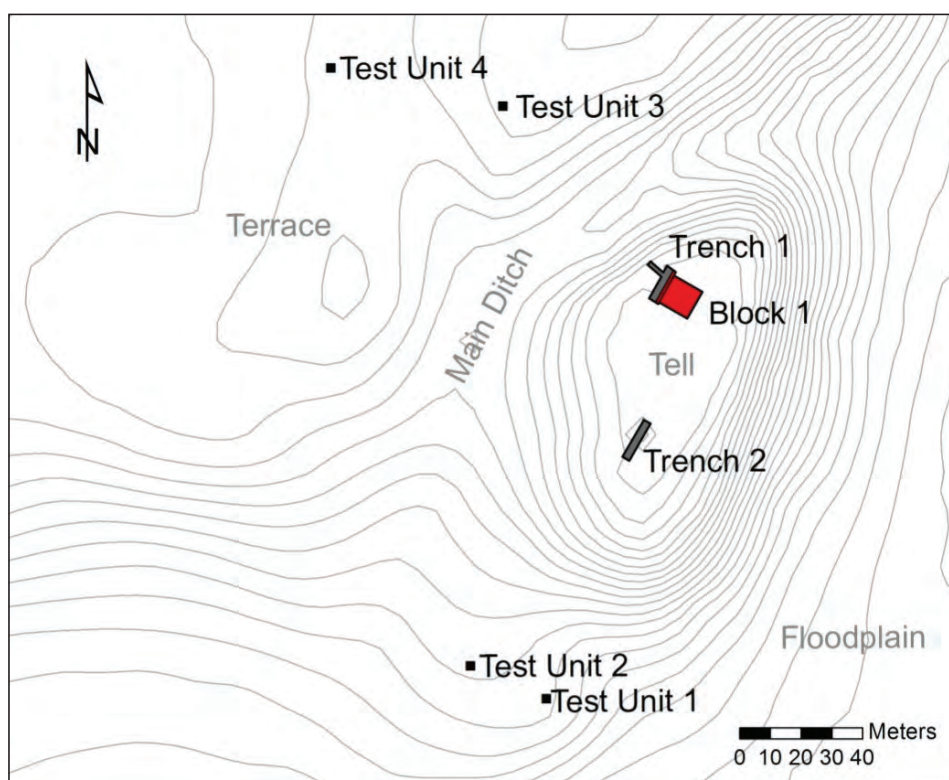 Test Unit 4
Test Unit 3
N
Terrace
Trench 1
Main Ditch
Block 1
Tell
Trench 2
Floodplain
Test Unit 2
Test Unit 1
Meters
0 10 20 30 40